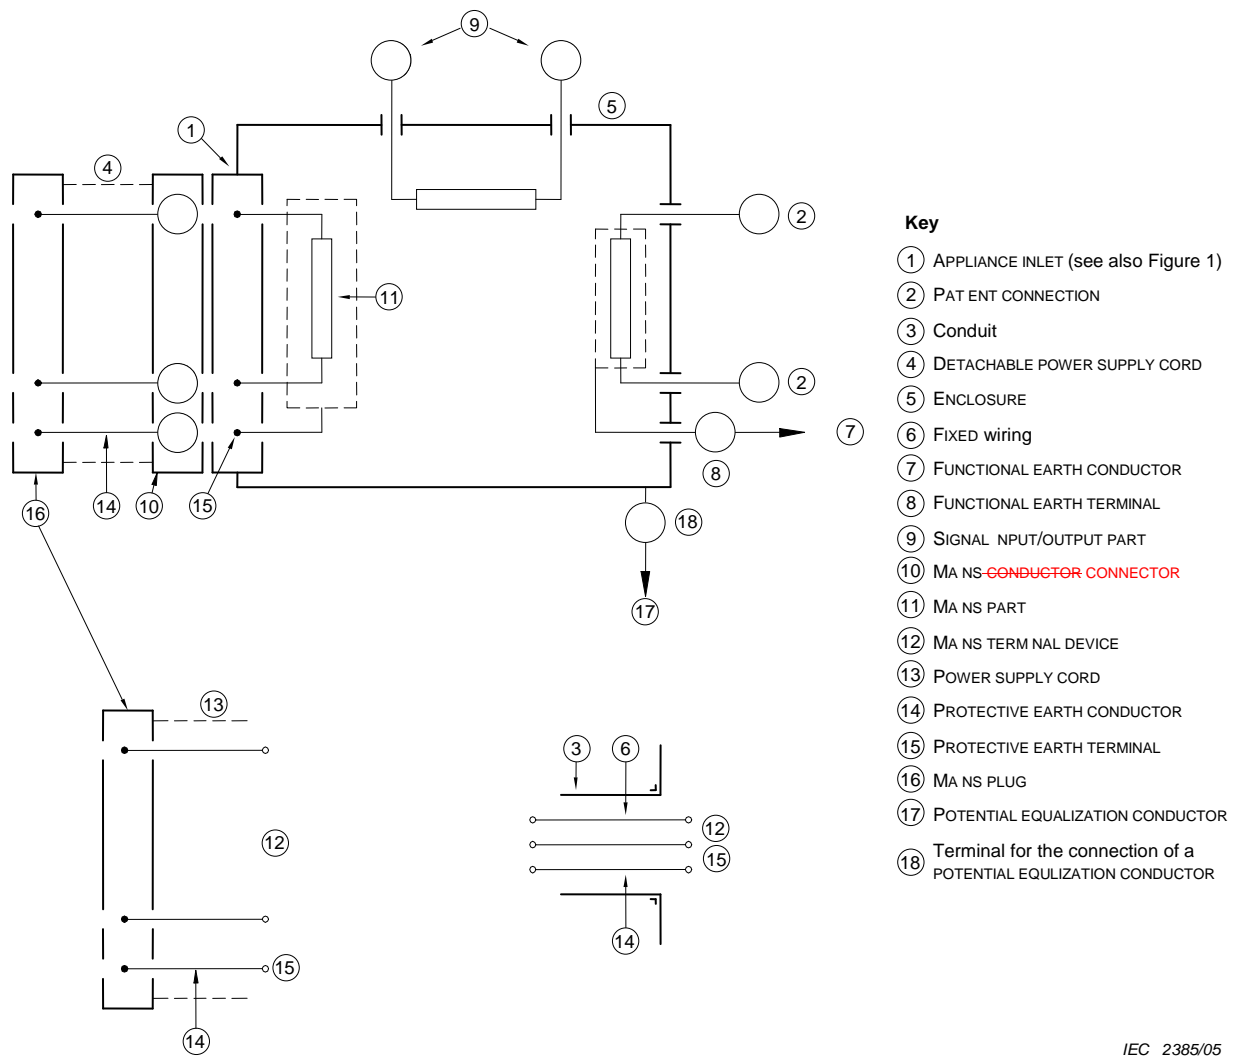 9
5
1
4
2
11
2
7
8
16
14
10
15
18
17
13
3
6
12
12
15
15
14
14
Key
1 APPLIANCE INLET (see also Figure 1)
2 PAT ENT CONNECTION
3 Conduit
4 DETACHABLE POWER SUPPLY CORD
5 ENCLOSURE
6 FIXED wiring
7 FUNCTIONAL EARTH CONDUCTOR
8 FUNCTIONAL EARTH TERMINAL
9 SIGNAL NPUT/OUTPUT PART
10 MA NS CONDUCTOR CONNECTOR
11 MA NS PART
12 MA NS TERM NAL DEVICE
13 POWER SUPPLY CORD
14 PROTECTIVE EARTH CONDUCTOR
15 PROTECTIVE EARTH TERMINAL
16 MA NS PLUG
17 POTENTIAL EQUALIZATION CONDUCTOR
18 Terminal for the connection of a
POTENTIAL EQULIZATION CONDUCTOR
IEC 2385/05